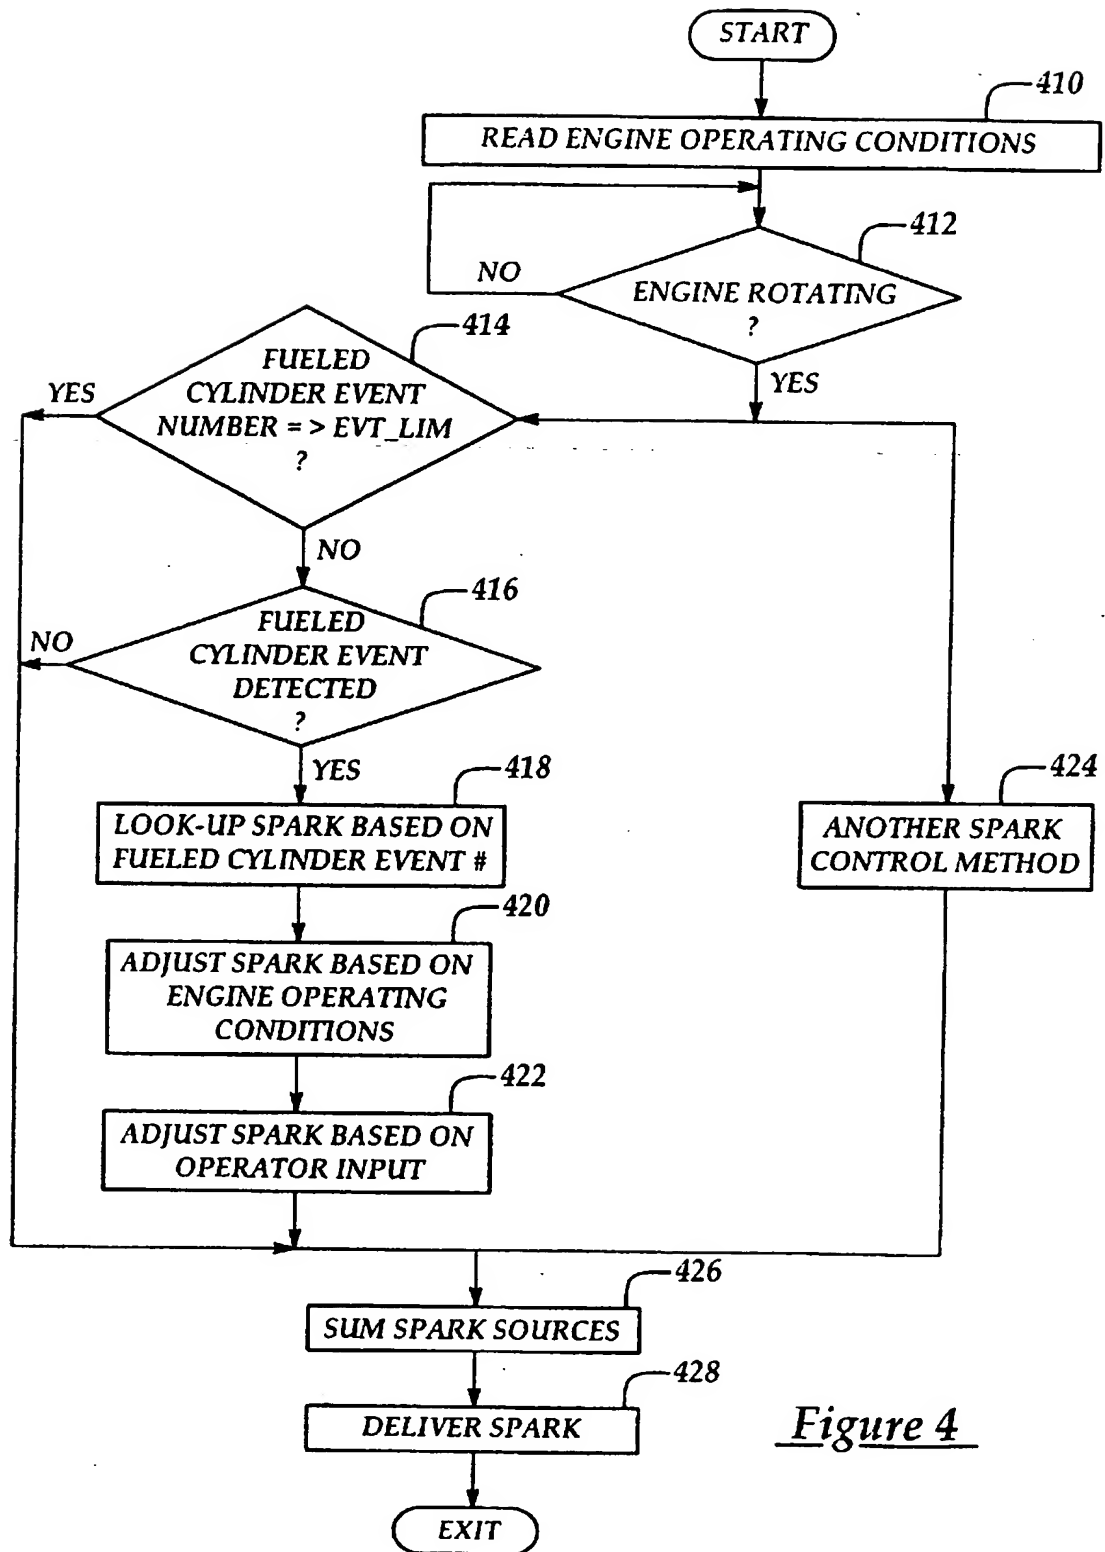 START
410
READ ENGINE OPERATING CONDITIONS
412
NO
ENGINE ROTATING
?
YES
414
YES
FUELED
CYLINDER EVENT
NUMBER = > EVT_LIM
?
NO
416
NO
FUELED
CYLINDER EVENT
DETECTED
?
YES
418
LOOK-UP SPARK BASED ON
FUELED CYLINDER EVENT #
424
ANOTHER SPARK
CONTROL METHOD
420
ADJUST SPARK BASED ON
ENGINE OPERATING
CONDITIONS
422
ADJUST SPARK BASED ON
OPERATOR INPUT
426
SUM SPARK SOURCES
428
DELIVER SPARK
Figure 4
EXIT